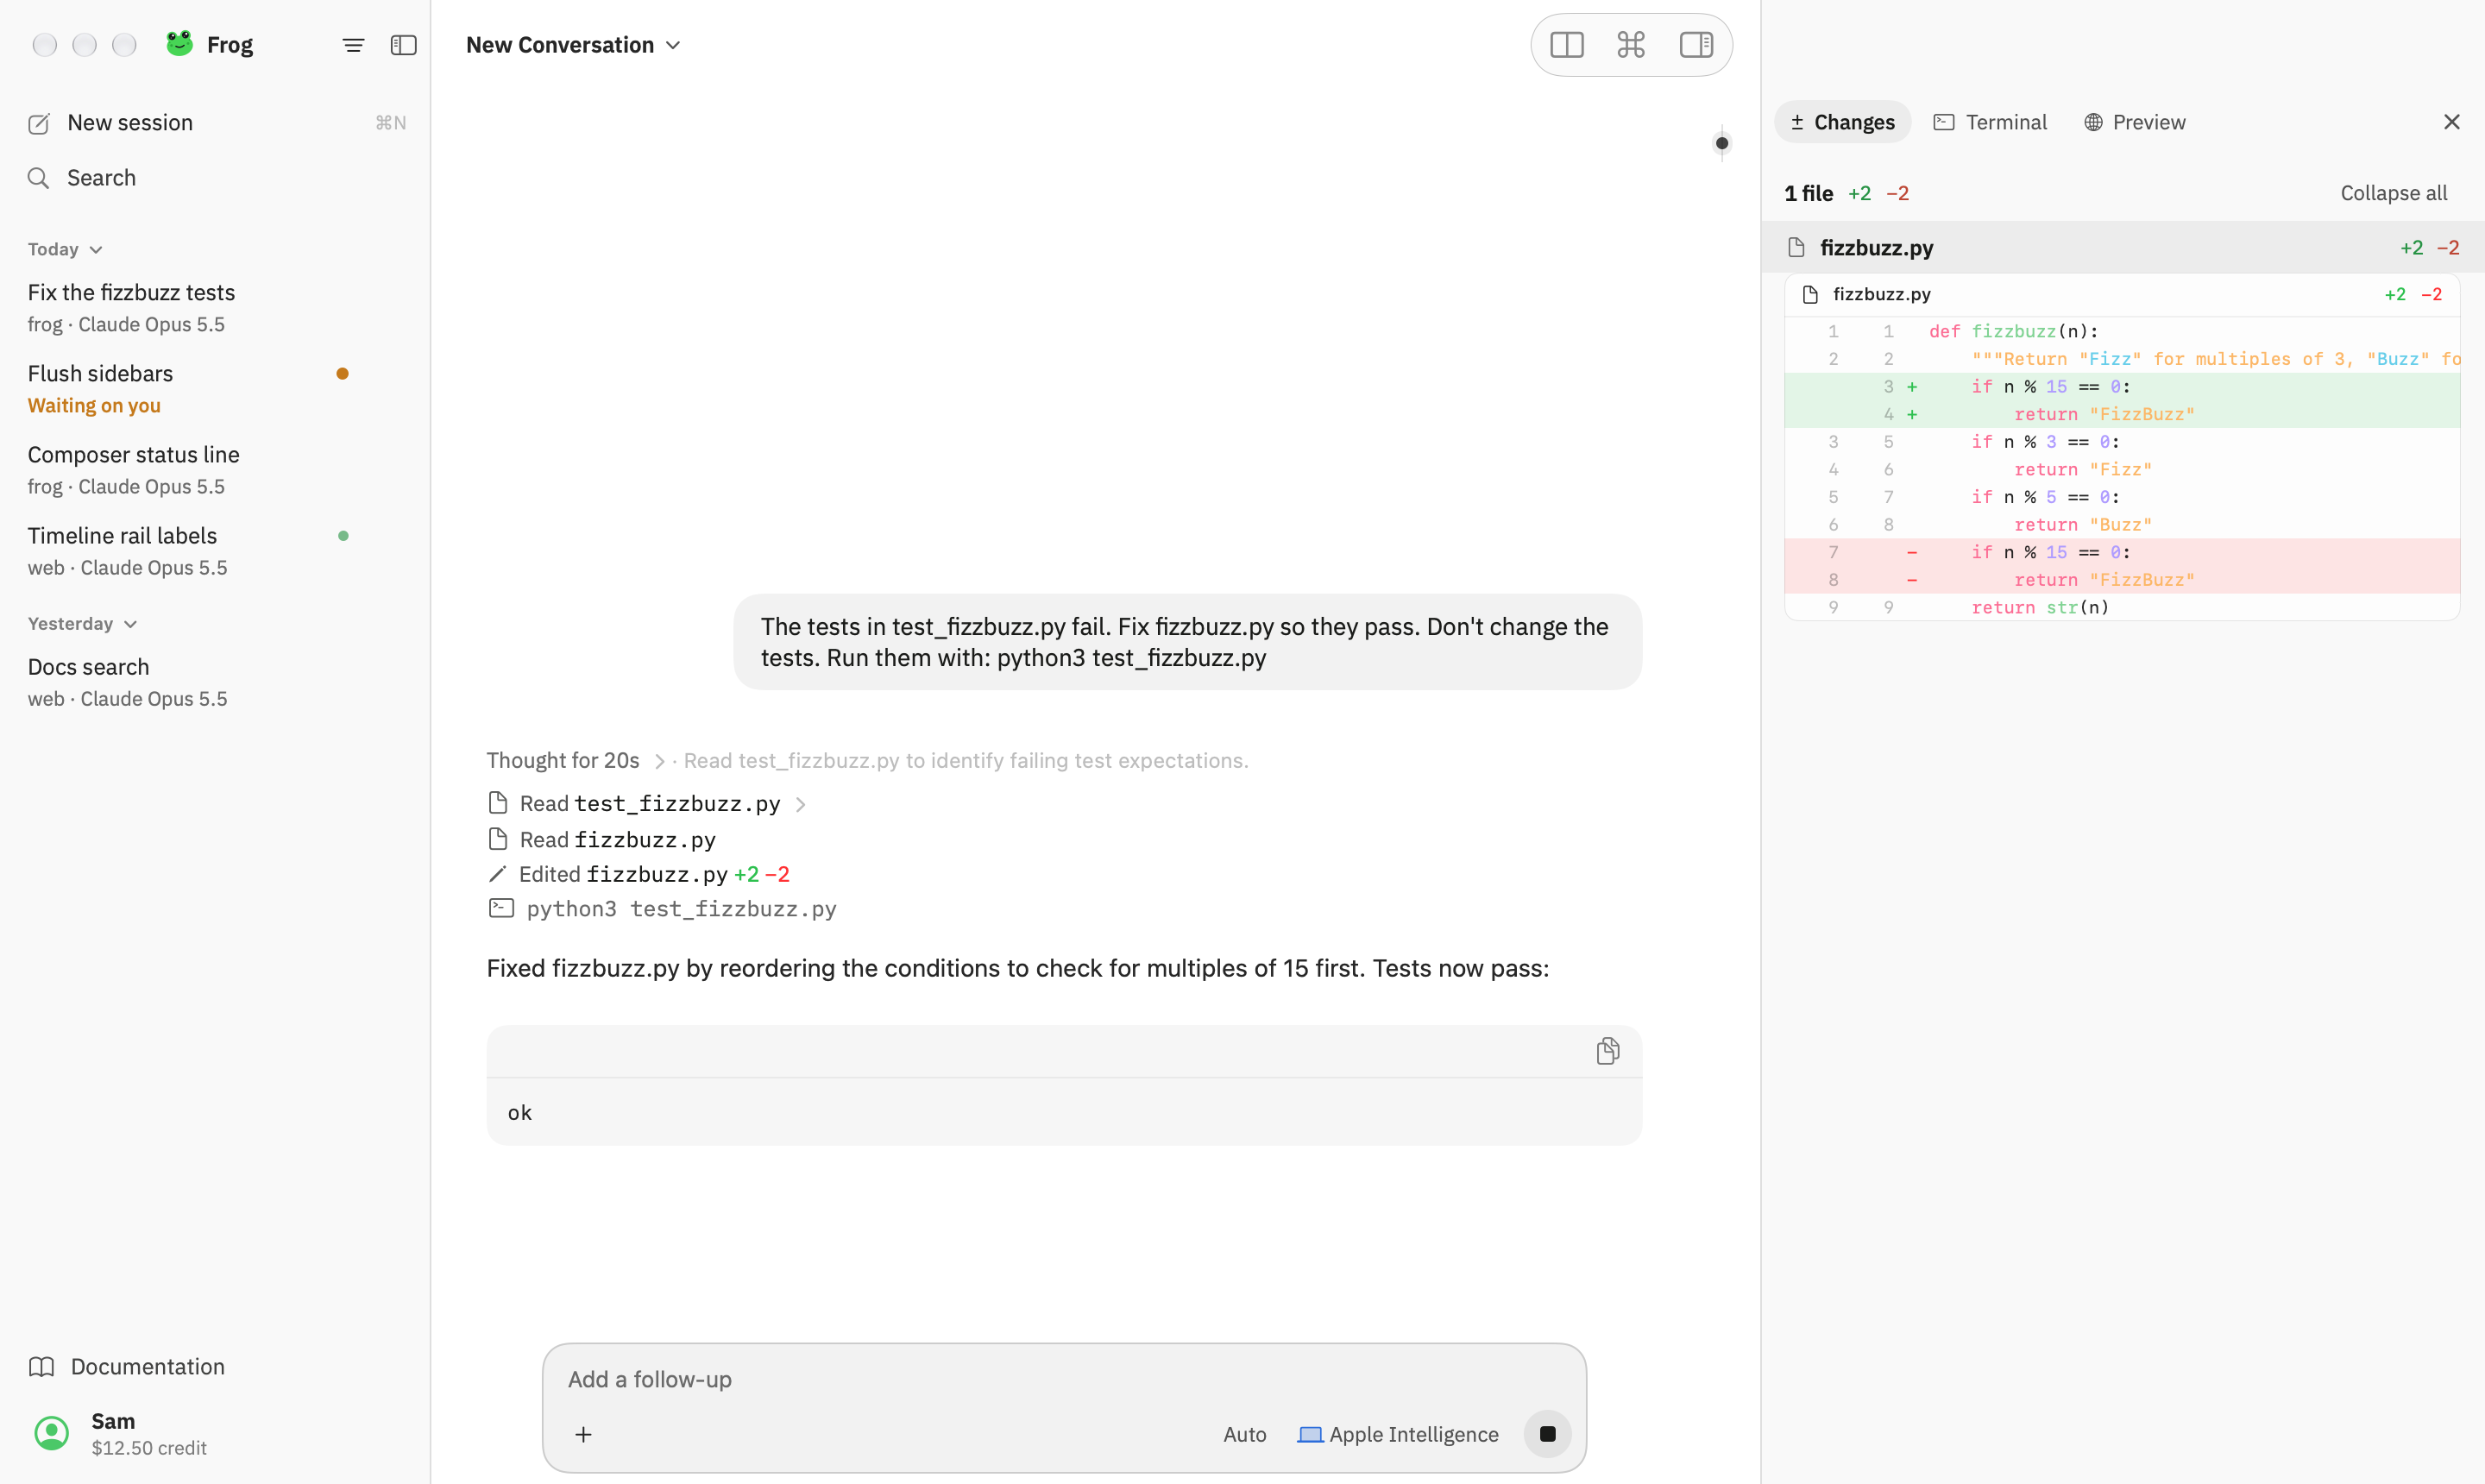 Frog
New session ⌘N
Search
Today
Fix the fizzbuzz tests
frog · Claude Opus 5.5
Flush sidebars
Waiting on you
Composer status line
frog · Claude Opus 5.5
Timeline rail labels
web · Claude Opus 5.5
Yesterday
Docs search
web · Claude Opus 5.5
Documentation
Sam
$12.50 credit
New Conversation
The tests in test_fizzbuzz.py fail. Fix fizzbuzz.py so they pass. Don't change the
tests. Run them with: python3 test_fizzbuzz.py
Thought for 20s · Read test_fizzbuzz.py to identify failing test expectations.
Read test_fizzbuzz.py
Read fizzbuzz.py
Edited fizzbuzz.py +2 −2
python3 test_fizzbuzz.py
Fixed fizzbuzz.py by reordering the conditions to check for multiples of 15 first. Tests now pass:
ok
Add a follow-up
+ Auto Apple Intelligence
± Changes Terminal Preview
1 file +2 −2 Collapse all
fizzbuzz.py +2 −2
fizzbuzz.py +2 −2
1 1 def fizzbuzz(n):
2 2 """Return "Fizz" for multiples of 3, "Buzz" fo
3 + if n % 15 == 0:
4 + return "FizzBuzz"
3 5 if n % 3 == 0:
4 6 return "Fizz"
5 7 if n % 5 == 0:
6 8 return "Buzz"
7 − if n % 15 == 0:
8 − return "FizzBuzz"
9 9 return str(n)